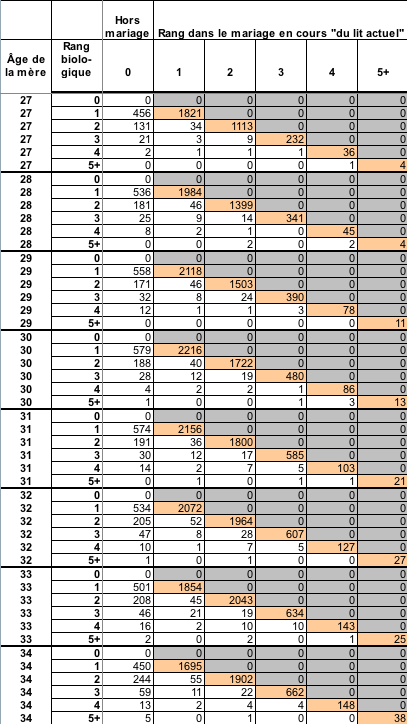 Hors
mariage Rang dans le mariage en cours "du lit actuel"
Âge de
la mère Rang
biolo-
gique 0 1 2 3 4 5+
27 0 0 0 0 0 0 0
27 1 456 1821 0 0 0 0
27 2 131 34 1113 0 0 0
27 3 21 3 9 232 0 0
27 4 2 1 1 1 36 0
27 5+ 0 0 0 0 1 4
28 0 0 0 0 0 0 0
28 1 536 1984 0 0 0 0
28 2 181 46 1399 0 0 0
28 3 25 9 14 341 0 0
28 4 8 2 1 0 45 0
28 5+ 0 0 2 0 2 4
29 0 0 0 0 0 0 0
29 1 558 2118 0 0 0 0
29 2 171 46 1503 0 0 0
29 3 32 8 24 390 0 0
29 4 12 1 1 3 78 0
29 5+ 0 0 0 0 0 11
30 0 0 0 0 0 0 0
30 1 579 2216 0 0 0 0
30 2 188 40 1722 0 0 0
30 3 28 12 19 480 0 0
30 4 4 2 2 1 86 0
30 5+ 1 0 0 1 3 13
31 0 0 0 0 0 0 0
31 1 574 2156 0 0 0 0
31 2 191 36 1800 0 0 0
31 3 30 12 17 585 0 0
31 4 14 2 7 5 103 0
31 5+ 0 1 0 1 1 21
32 0 0 0 0 0 0 0
32 1 534 2072 0 0 0 0
32 2 205 52 1964 0 0 0
32 3 47 8 28 607 0 0
32 4 10 1 7 5 127 0
32 5+ 1 0 1 0 0 27
33 0 0 0 0 0 0 0
33 1 501 1854 0 0 0 0
33 2 208 45 2043 0 0 0
33 3 46 21 19 634 0 0
33 4 16 2 10 10 143 0
33 5+ 2 0 2 0 1 25
34 0 0 0 0 0 0 0
34 1 450 1695 0 0 0 0
34 2 244 55 1902 0 0 0
34 3 59 11 22 662 0 0
34 4 13 2 4 4 148 0
34 5+ 5 0 1 0 0 38